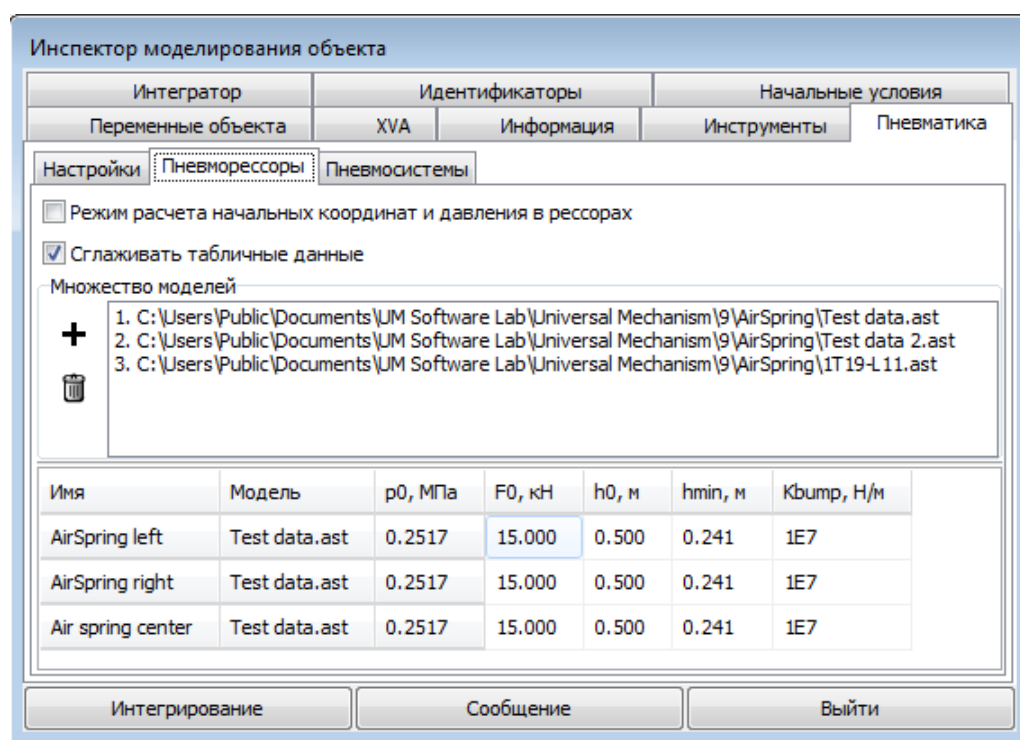 Инспектор моделирования объекта
Интегратор Идентификаторы Начальные условия
Переменные объекта XVA Информация Инструменты Пневматика
Настройки Пневморессоры Пневмосистемы
Режим расчета начальных координат и давления в рессорах
Сглаживать табличные данные
Множество моделей
1. C:\Users\Public\Documents\UM Software Lab\Universal Mechanism\9\AirSpring\Test data.ast
2. C:\Users\Public\Documents\UM Software Lab\Universal Mechanism\9\AirSpring\Test data 2.ast
3. C:\Users\Public\Documents\UM Software Lab\Universal Mechanism\9\AirSpring\1T19-L11.ast
Имя Модель p0, МПа F0, кН h0, м hmin, м Kbump, Н/м
AirSpring left Test data.ast 0.2517 15.000 0.500 0.241 1E7
AirSpring right Test data.ast 0.2517 15.000 0.500 0.241 1E7
Air spring center Test data.ast 0.2517 15.000 0.500 0.241 1E7
Интегрирование Сообщение Выйти